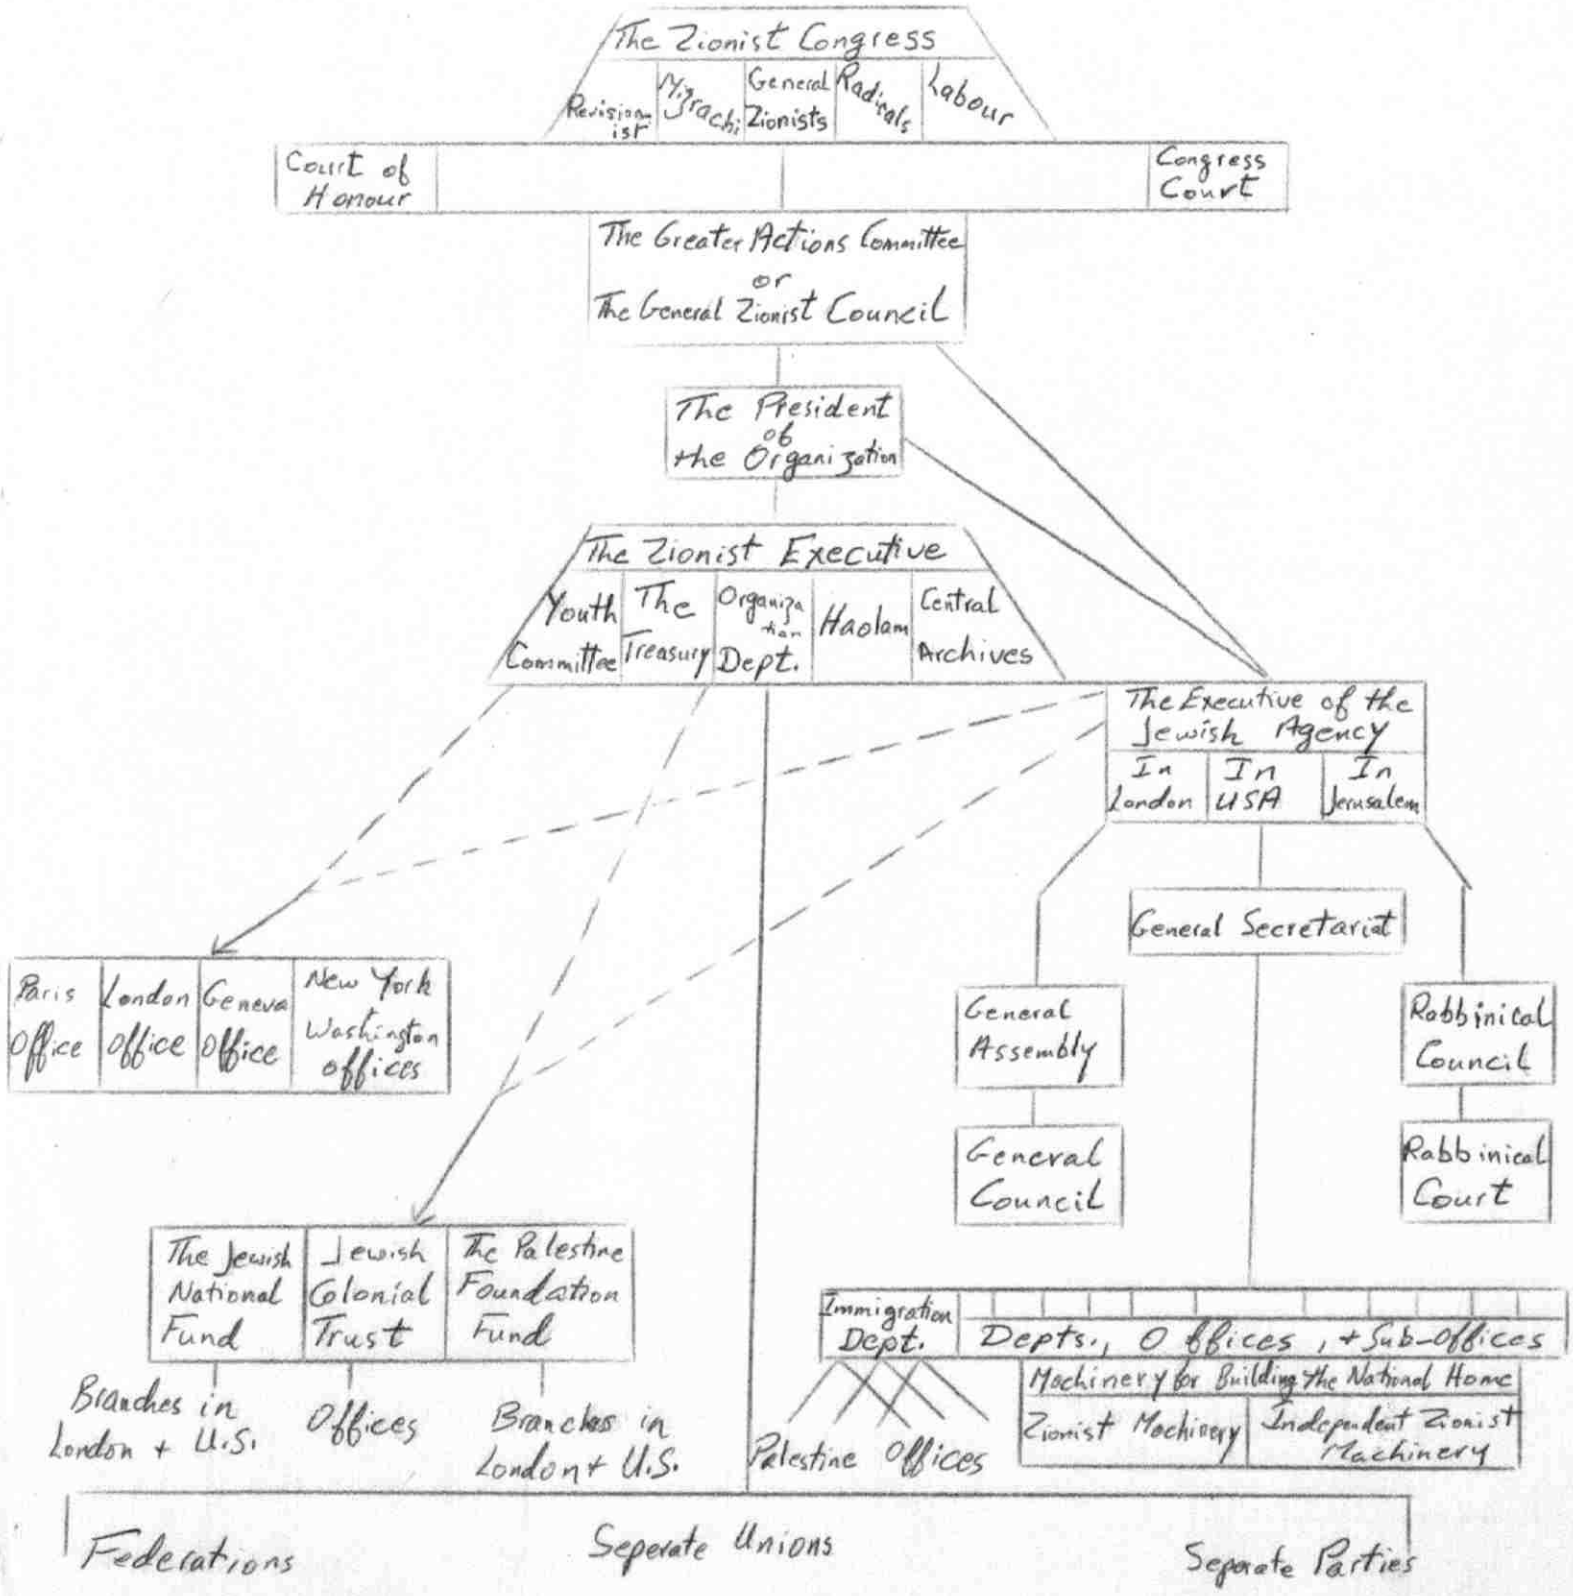 The Zionist Congress
Revision-
ist
Mizrachi
General
Zionists
Radicals
Labour
Court of
Honour
Congress
Court
The Greater Actions Committee
or
The General Zionist Council
The President
of
the Organization
The Zionist Executive
Youth
Committee
The
Treasury
Organiza
tion
Dept.
Haolam
Central
Archives
The Executive of the
Jewish Agency
In
London
In
USA
In
Jerusalem
General Secretariat
Paris
Office
London
Office
Geneva
Office
New York
Washington
offices
General
Assembly
Rabbinical
Council
General
Council
Rabbinical
Court
The Jewish
National
Fund
Jewish
Colonial
Trust
The Palestine
Foundation
Fund
Branches in
London + U.S.
Offices
Branches in
London + U.S.
Immigration
Dept.
Depts., Offices, + Sub-Offices
Machinery for Building the National Home
Zionist Machinery
Independent Zionist
Machinery
Palestine Offices
Federations
Seperate Unions
Separate Parties